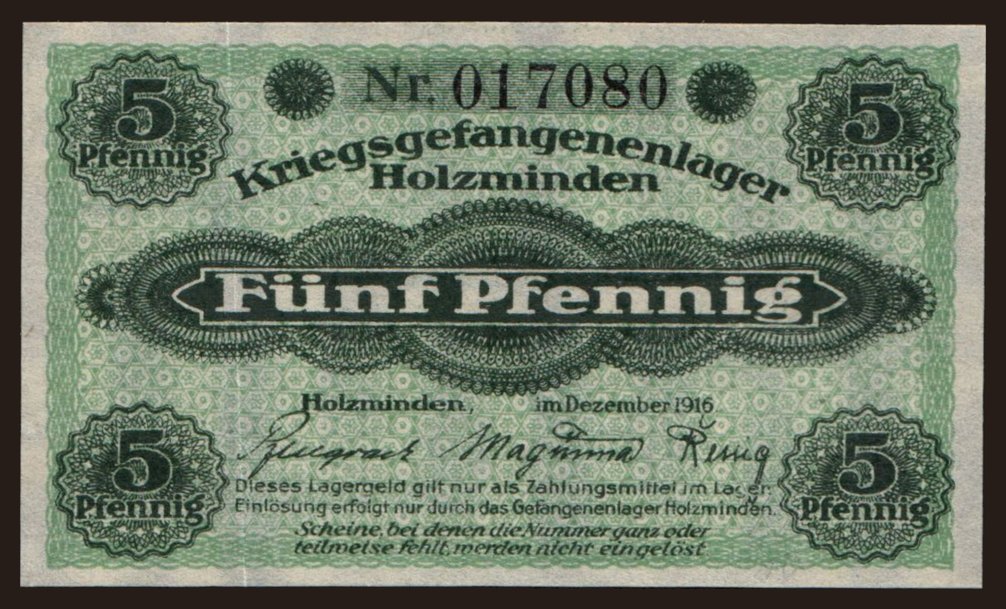 Nr. 017080
5 Pfennig
5 Pfennig
Kriegsgefangenenlager
Holzminden
Fünf Pfennig
Holzminden, im Dezember 1916
Magunna Reinig
5 Pfennig
5 Pfennig
Dieses Lagergeld gilt nur als Zahlungsmittel im Lager.
Einlösung erfolgt nur durch das Gefangenenlager Holzminden.
Scheine, bei denen die Nummer ganz oder
teilweise fehlt, werden nicht eingelöst